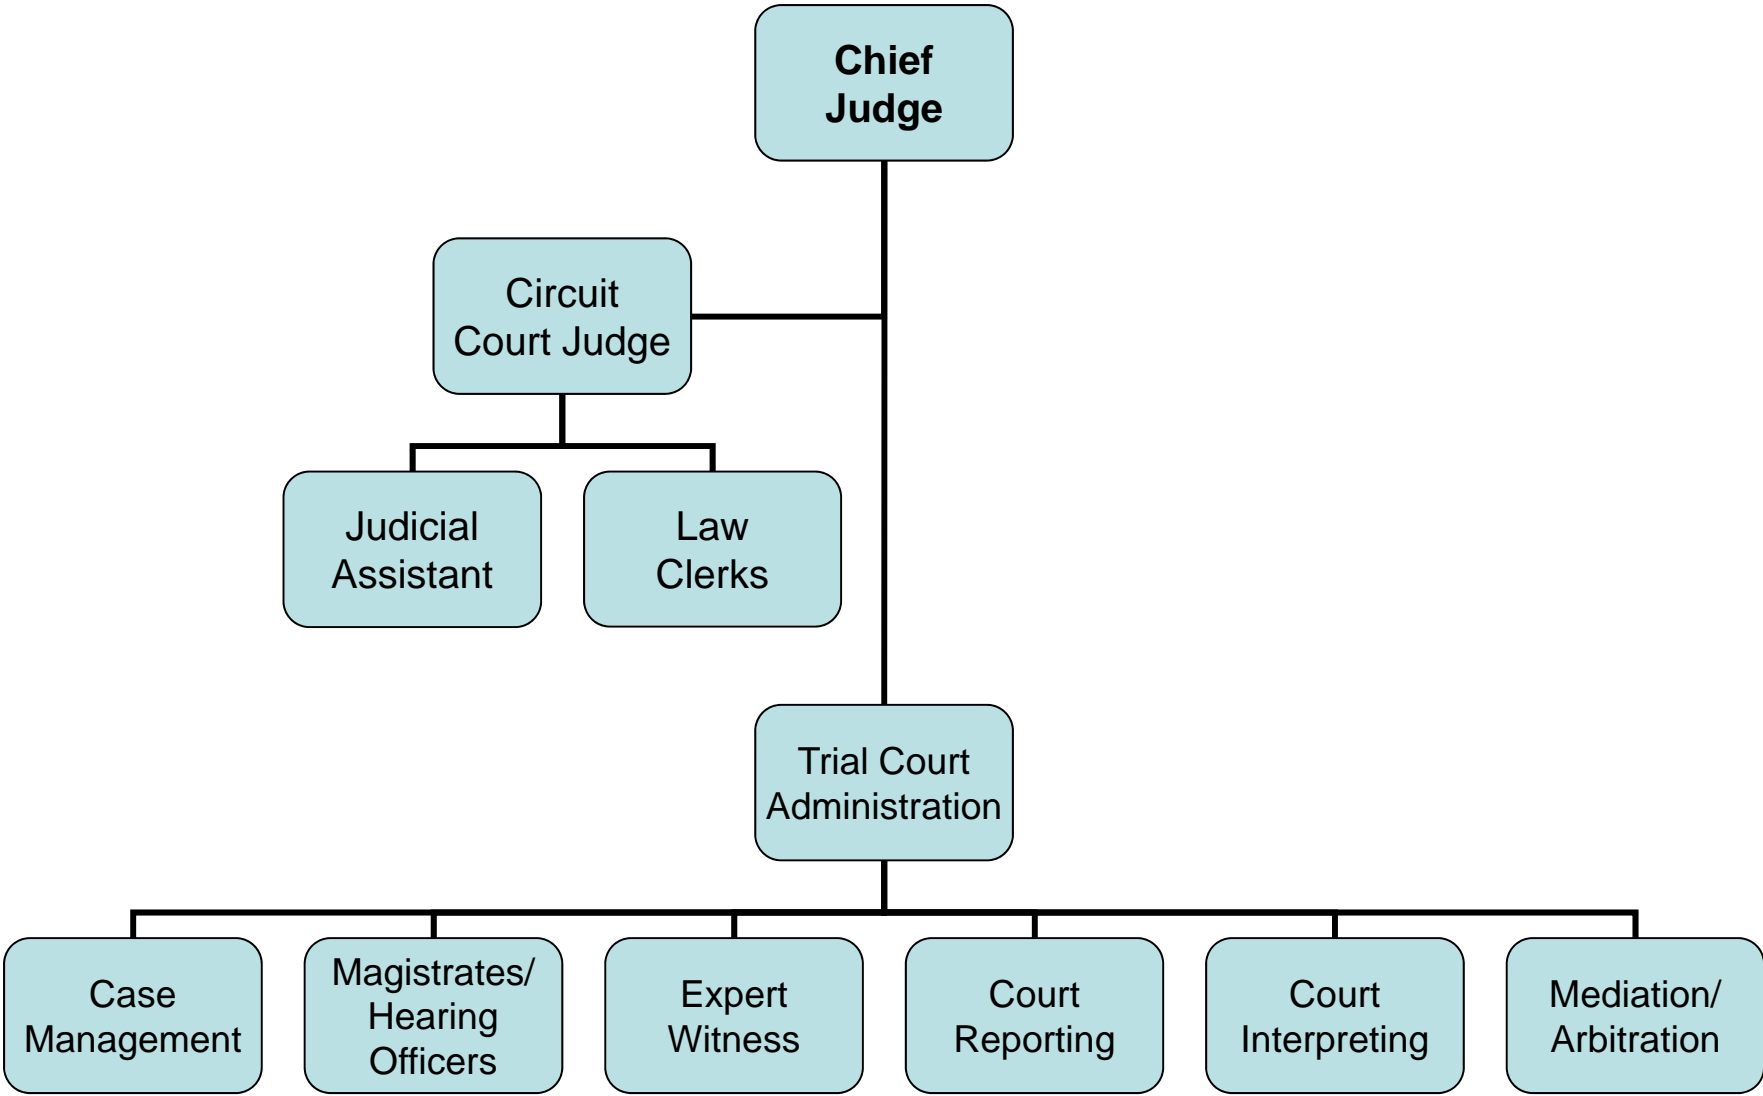 Chief
Judge
Circuit
Court Judge
Judicial
Assistant
Law
Clerks
Trial Court
Administration
Case
Management
Magistrates/
Hearing
Officers
Expert
Witness
Court
Reporting
Court
Interpreting
Mediation/
Arbitration